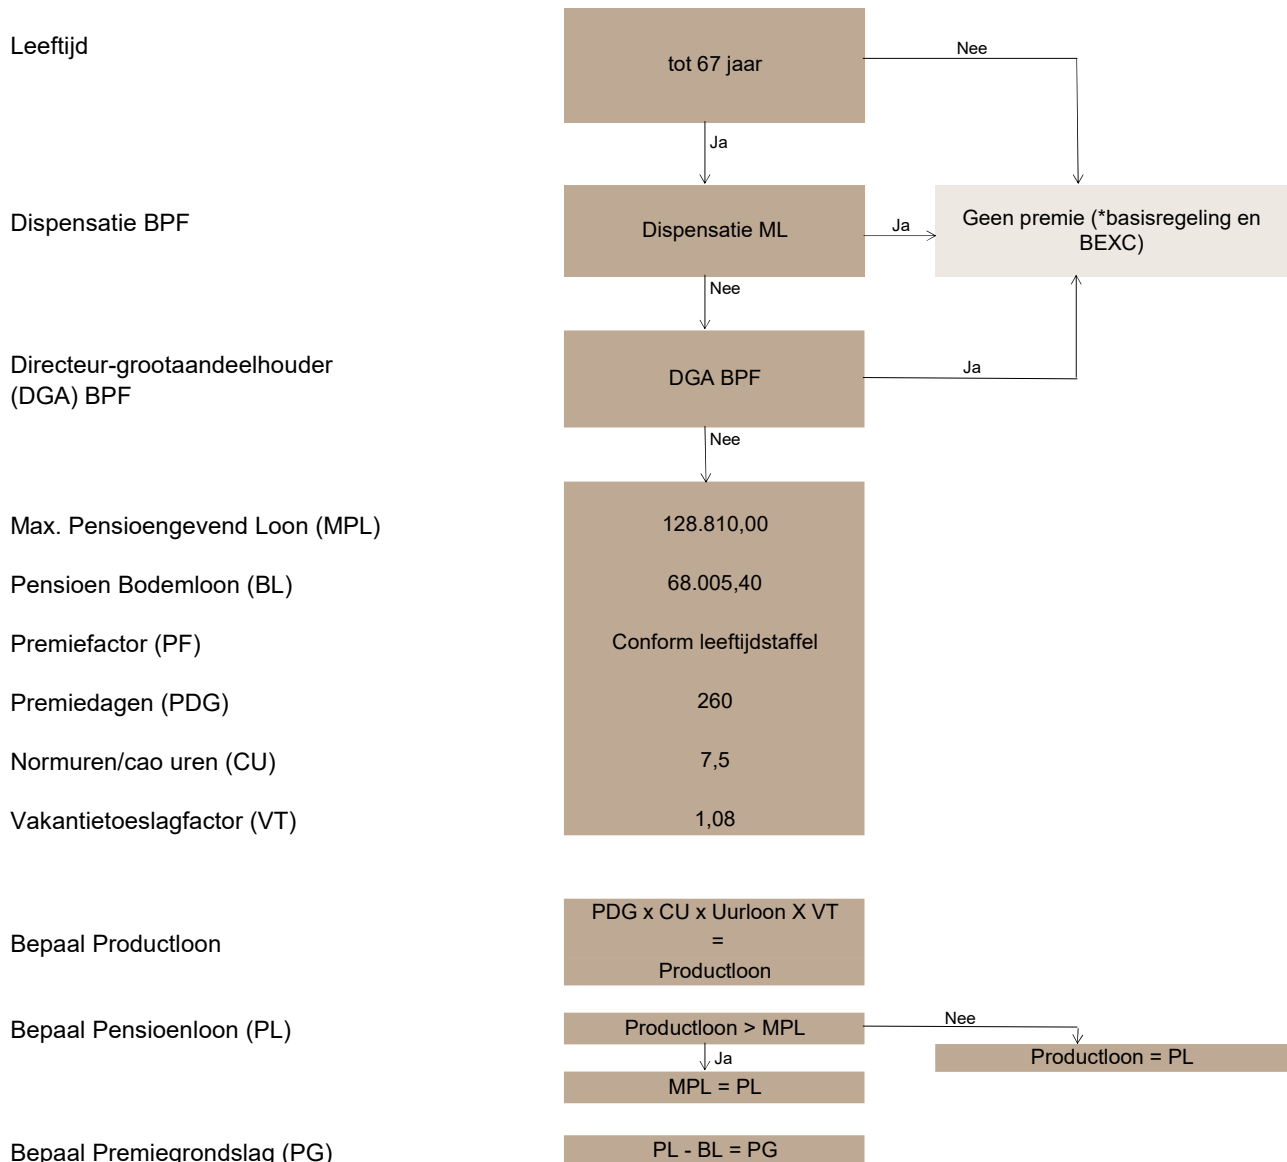 Leeftijd
tot 67 jaar
Nee
Ja
Dispensatie BPF
Dispensatie ML
Ja
Geen premie (*basisregeling en
BEXC)
Nee
Directeur-grootaandeelhouder
(DGA) BPF
DGA BPF
Ja
Nee
Max. Pensioengevend Loon (MPL)
128.810,00
Pensioen Bodemloon (BL)
68.005,40
Premiefactor (PF)
Conform leeftijdstaffel
Premiedagen (PDG)
260
Normuren/cao uren (CU)
7,5
Vakantietoeslagfactor (VT)
1,08
Bepaal Productloon
PDG x CU x Uurloon X VT
=
Productloon
Bepaal Pensioenloon (PL)
Productloon > MPL
Nee
Ja
Productloon = PL
MPL = PL
Bepaal Premiegrondslag (PG)
PL - BL = PG